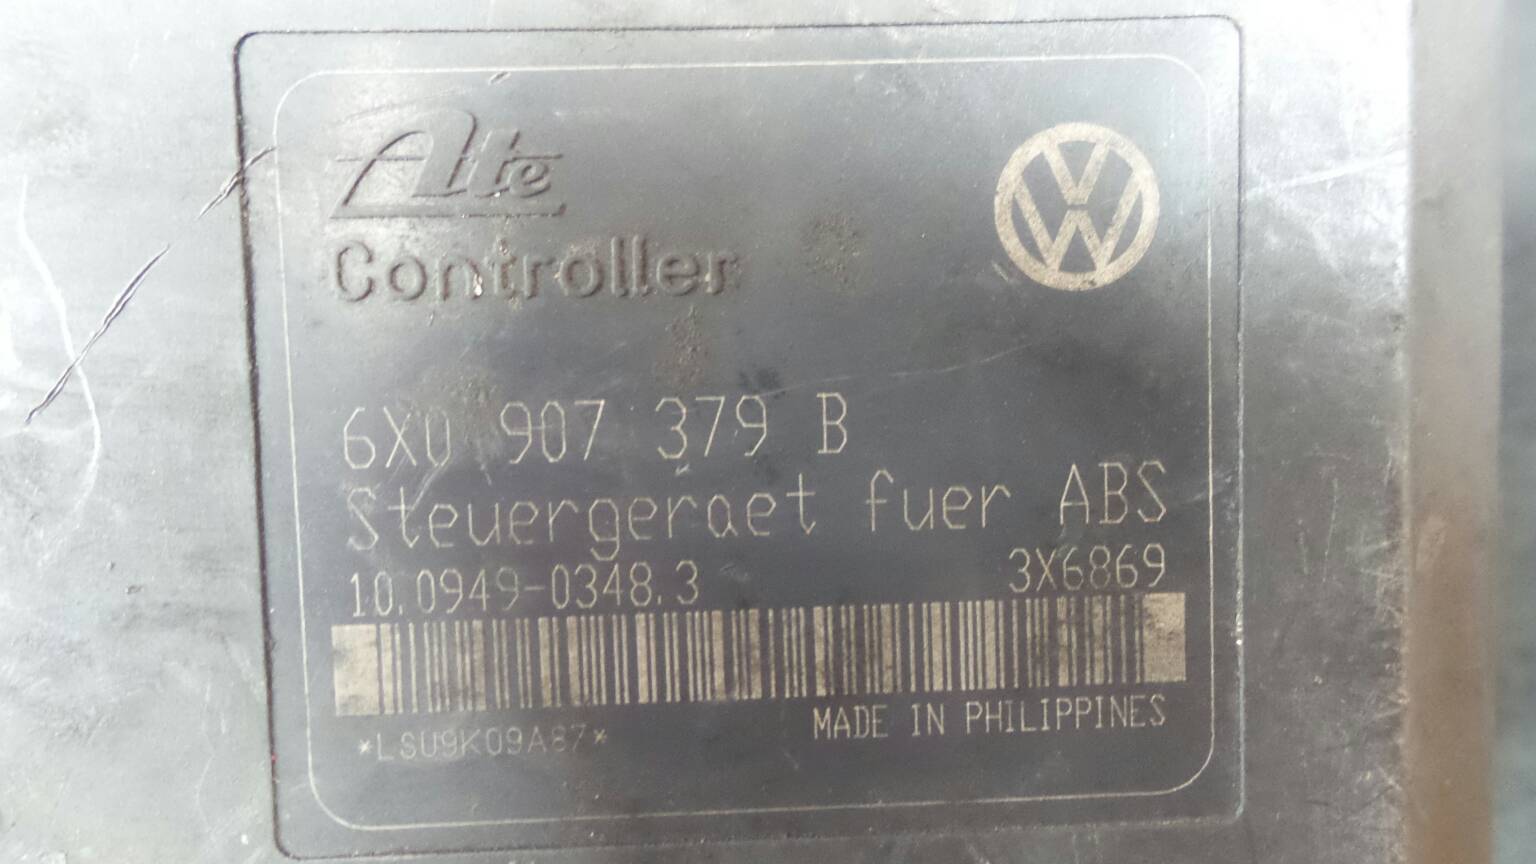 Ate
Controller
6X0 907 379 B
Steuergeraet fuer ABS
10.0949-0348.3 3X6869
*LSU9K09A87*
MADE IN PHILIPPINES